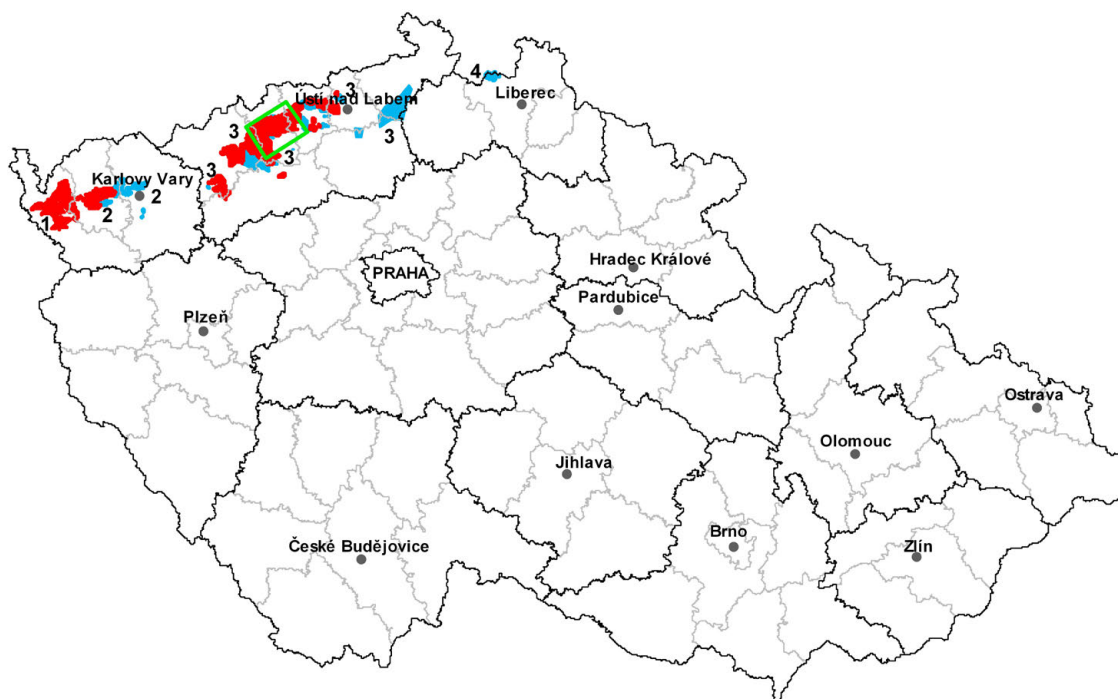 4
Liberec
3
Ústí nad Labem
3
3
3
3
Karlovy Vary
2
2
1
Hradec Králové
PRAHA
Pardubice
Plzeň
Ostrava
Olomouc
Jihlava
Brno
Zlín
České Budějovice